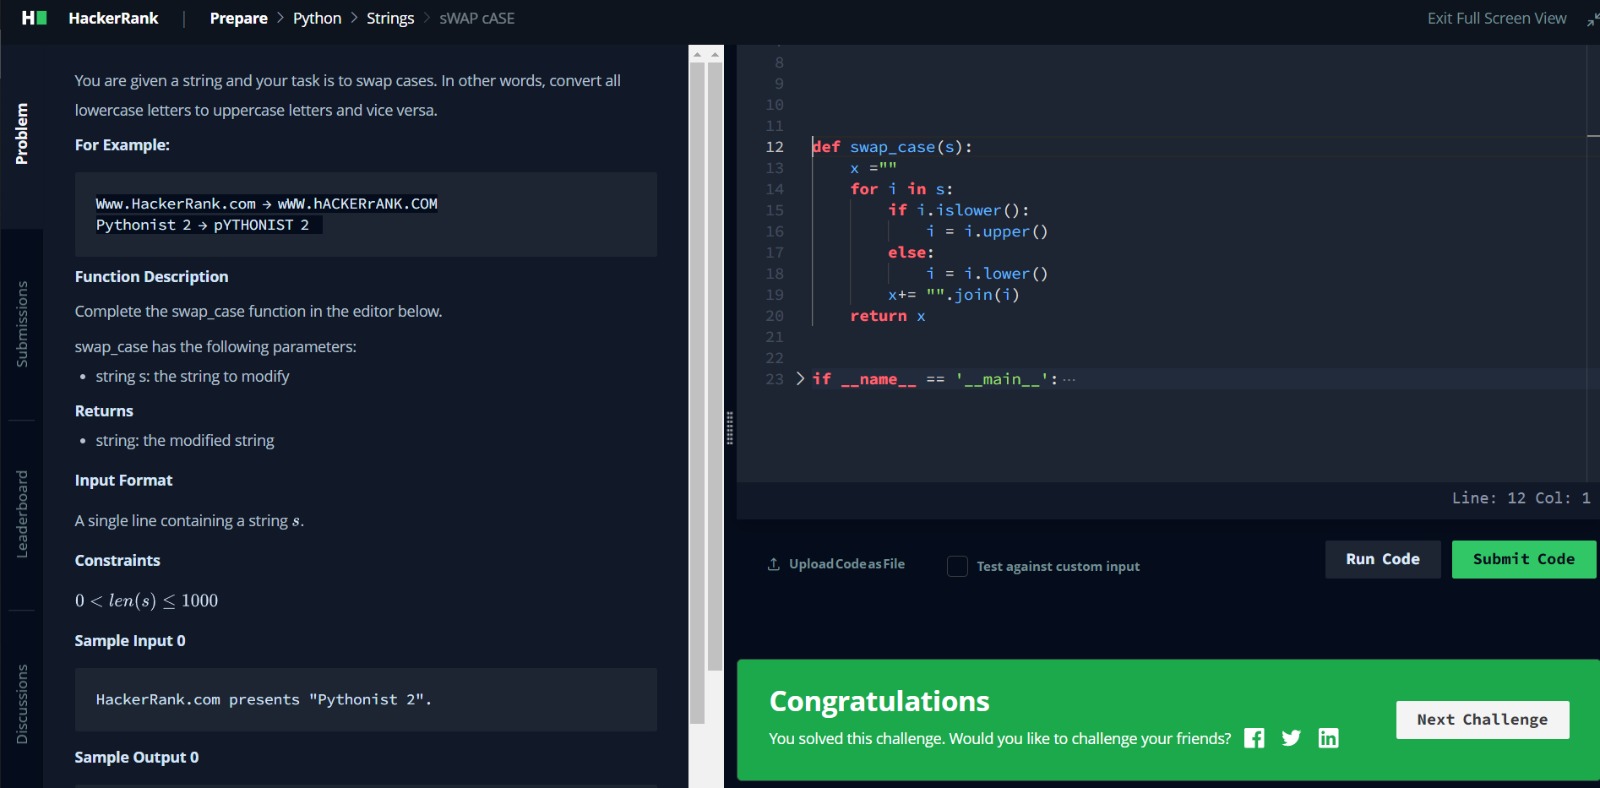 H HackerRank | Prepare > Python > Strings > sWAP cASE Exit Full Screen View
Problem
Submissions
Leaderboard
Discussions
You are given a string and your task is to swap cases. In other words, convert all
lowercase letters to uppercase letters and vice versa.
For Example:
Www.HackerRank.com → wWW.hACKERrANK.COM
Pythonist 2 → pYTHONIST 2
Function Description
Complete the swap_case function in the editor below.
swap_case has the following parameters:
• string s: the string to modify
Returns
• string: the modified string
Input Format
A single line containing a string s.
Constraints
0 < len(s) ≤ 1000
Sample Input 0
HackerRank.com presents "Pythonist 2".
Sample Output 0
8
9
10
11
12 def swap_case(s):
13     x =""
14     for i in s:
15         if i.islower():
16             i = i.upper()
17         else:
18             i = i.lower()
19         x+= "".join(i)
20     return x
21
22
23 > if __name__ == '__main__': ···
Line: 12 Col: 1
Upload Code as File
Test against custom input
Run Code
Submit Code
Congratulations
You solved this challenge. Would you like to challenge your friends?
Next Challenge